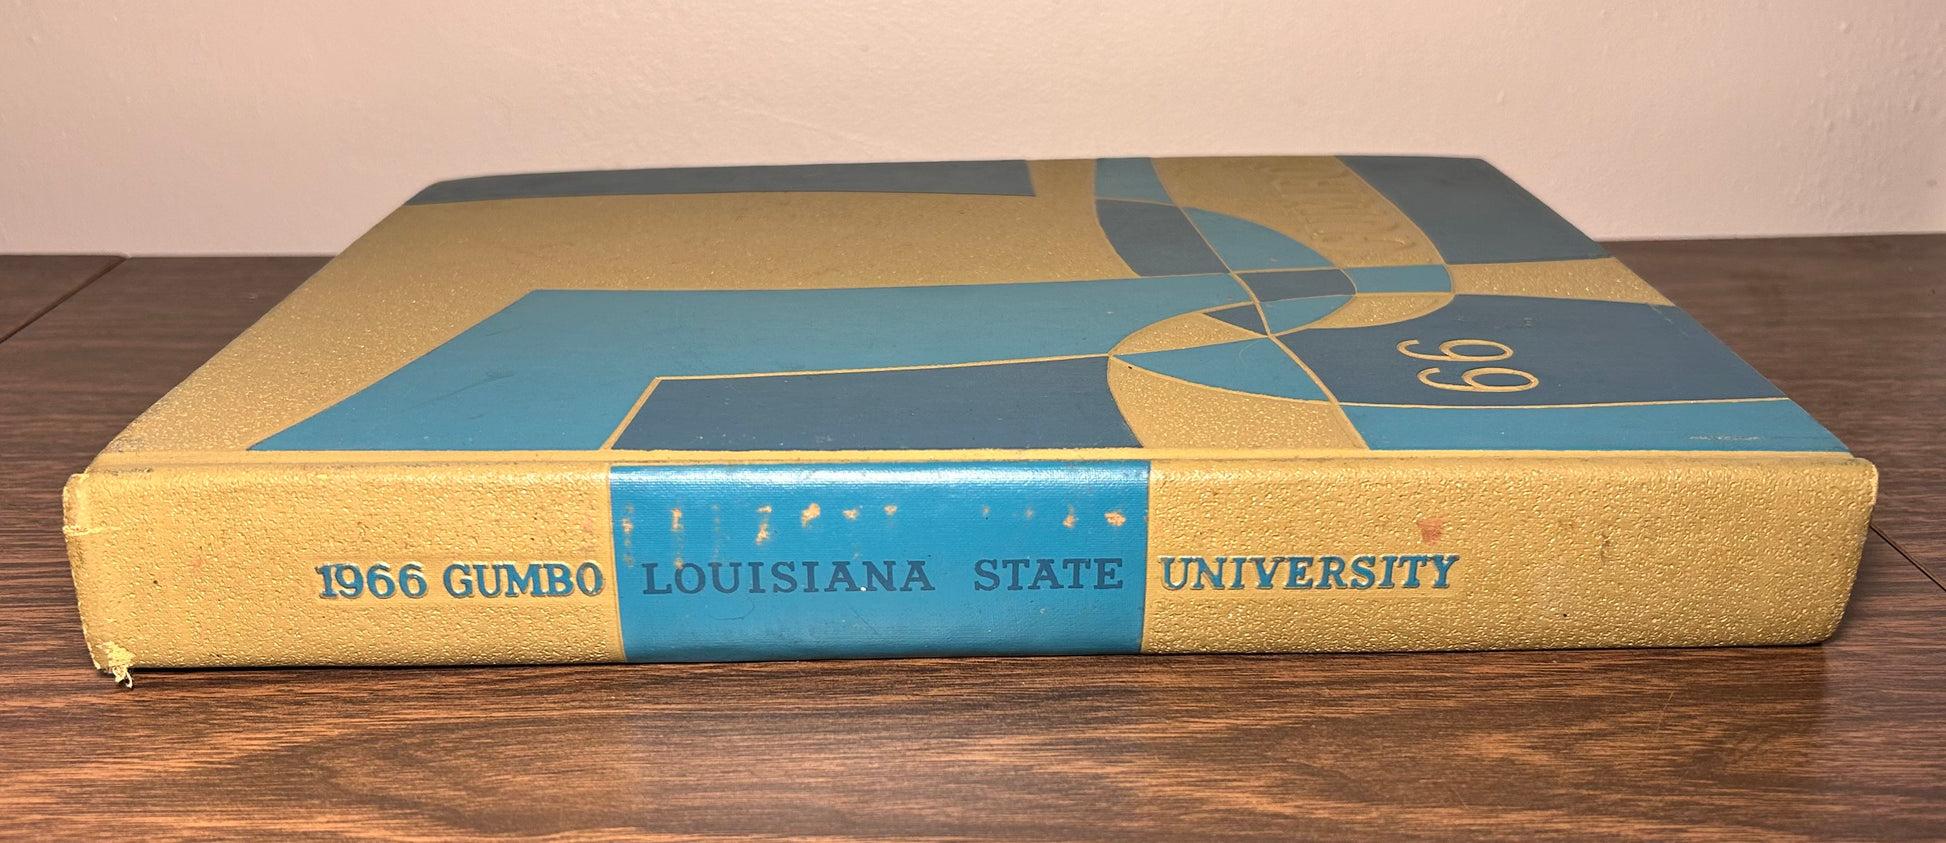 66
1966 GUMBO LOUISIANA STATE UNIVERSITY